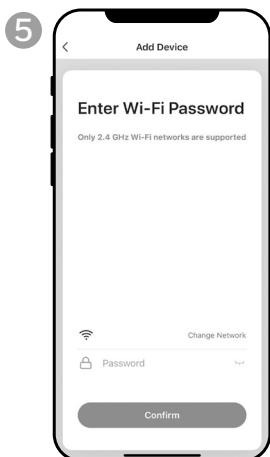 5
Add Device
Enter Wi-Fi Password
Only 2.4 GHz Wi-Fi networks are supported
Change Network
Password
Confirm